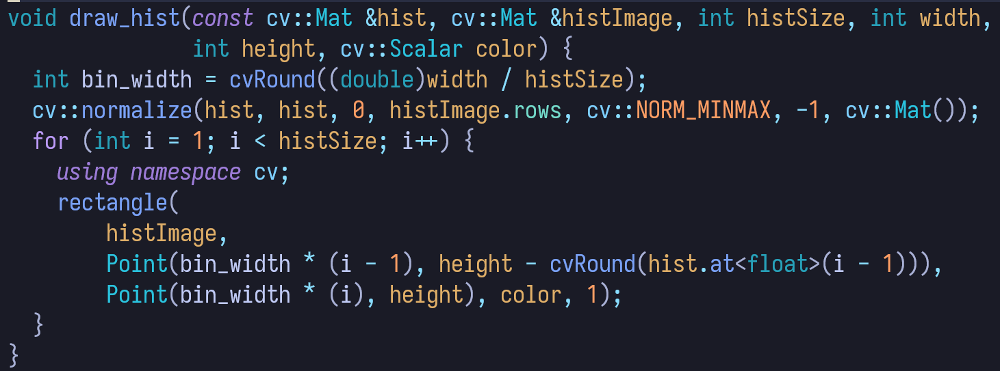 void draw_hist(const cv::Mat &hist, cv::Mat &histImage, int histSize, int width,
               int height, cv::Scalar color) {
  int bin_width = cvRound((double)width / histSize);
  cv::normalize(hist, hist, 0, histImage.rows, cv::NORM_MINMAX, -1, cv::Mat());
  for (int i = 1; i < histSize; i++) {
    using namespace cv;
    rectangle(
        histImage,
        Point(bin_width * (i - 1), height - cvRound(hist.at<float>(i - 1))),
        Point(bin_width * (i), height), color, 1);
  }
}